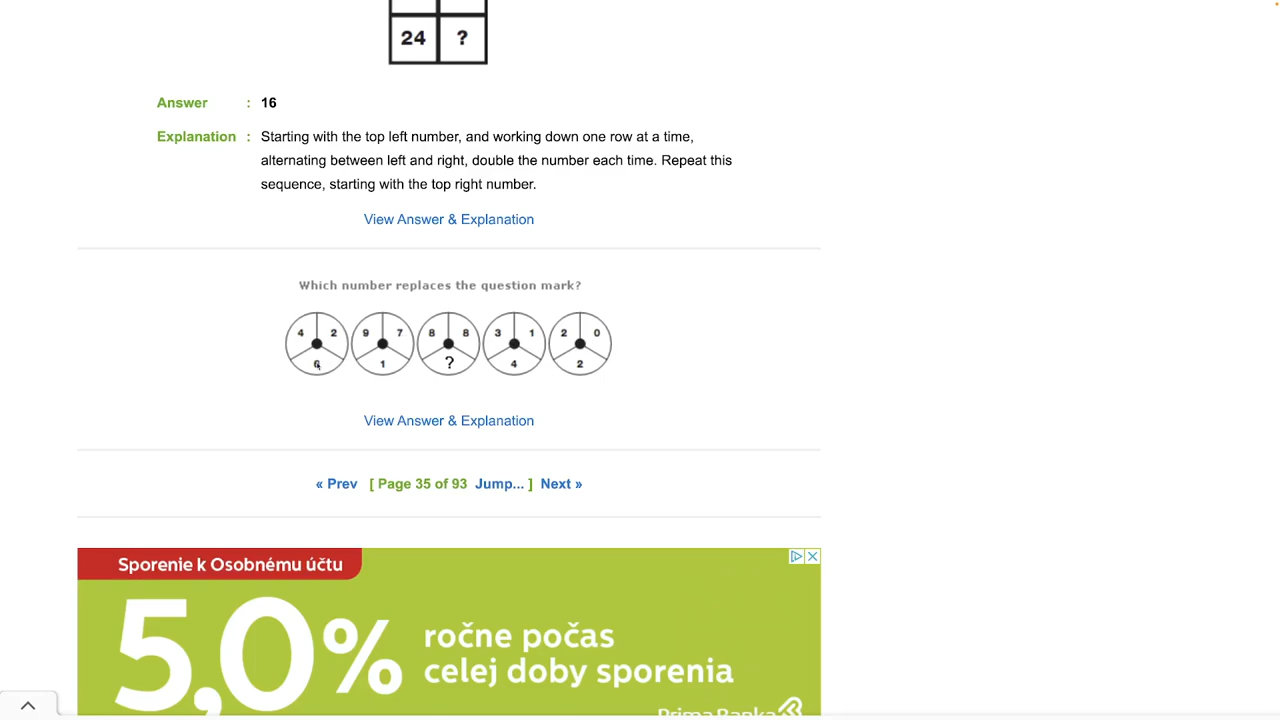 24 ?
Answer : 16
Explanation : Starting with the top left number, and working down one row at a time,
alternating between left and right, double the number each time. Repeat this
sequence, starting with the top right number.
View Answer & Explanation
Which number replaces the question mark?
4 2 9 7 8 8 3 1 2 0
6 1 ? 4 2
View Answer & Explanation
« Prev [ Page 35 of 93 Jump... ] Next »
Sporenie k Osobnému účtu
5,0%
ročne počas
celej doby sporenia
Prima Banka